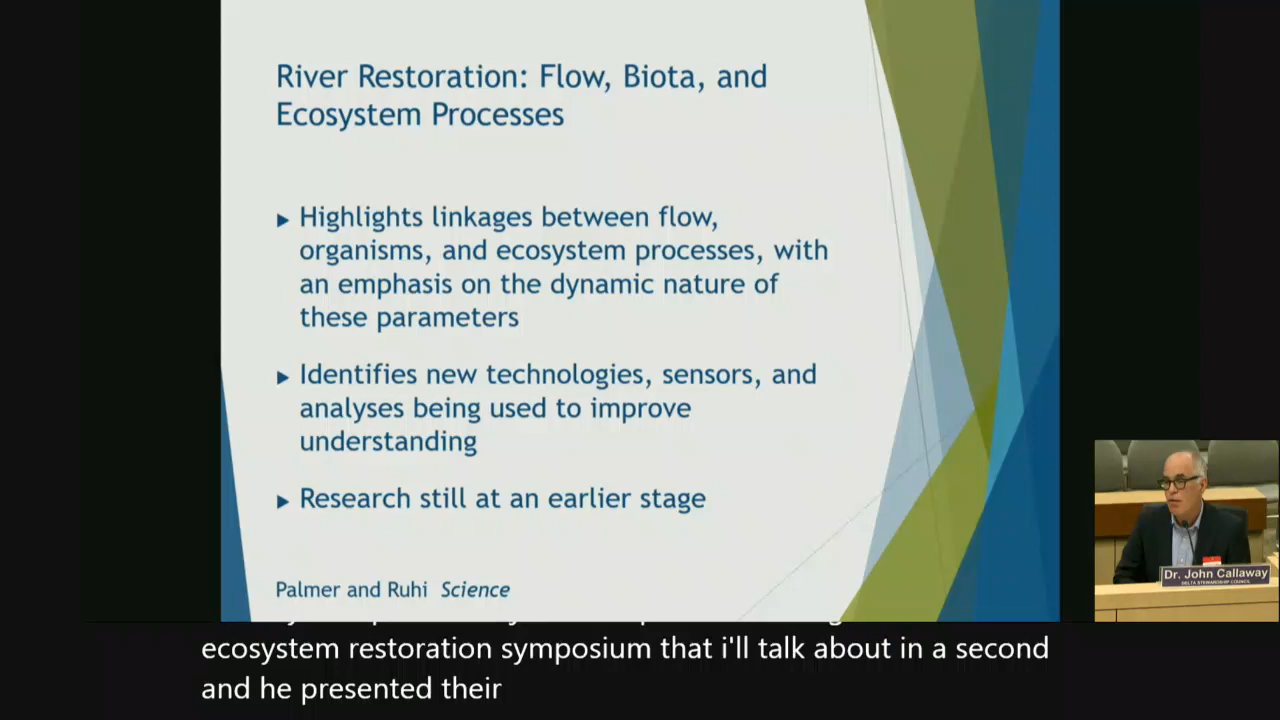 River Restoration: Flow, Biota, and
Ecosystem Processes
Highlights linkages between flow,
organisms, and ecosystem processes, with
an emphasis on the dynamic nature of
these parameters
Identifies new technologies, sensors, and
analyses being used to improve
understanding
Research still at an earlier stage
Palmer and Ruhi Science
Dr. John Callaway
DELTA STEWARDSHIP COUNCIL
ecosystem restoration symposium that i'll talk about in a second
and he presented their